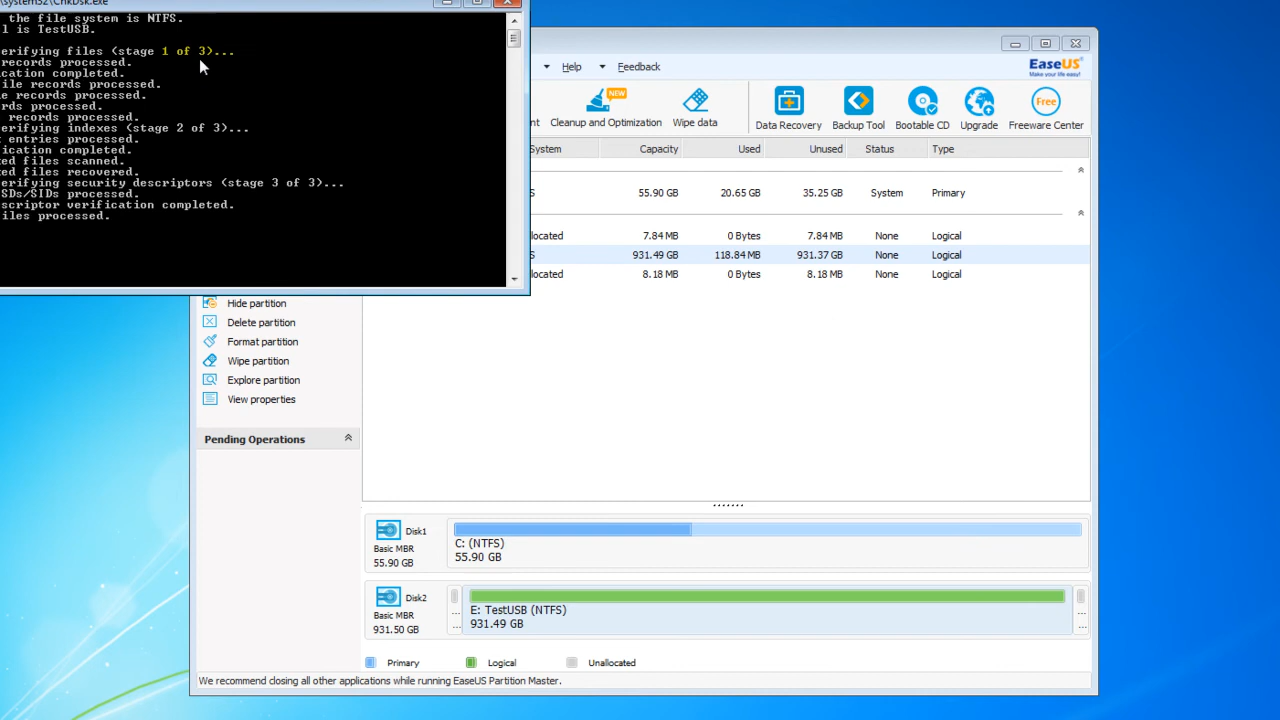 \system32\ChkDsk.exe
the file system is NTFS.
l is TestUSB.
erifying files (stage 1 of 3)...
records processed.
ication completed.
ile records processed.
e records processed.
rds processed.
records processed.
erifying indexes (stage 2 of 3)...
entries processed.
ication completed.
ed files scanned.
ed files recovered.
erifying security descriptors (stage 3 of 3)...
SDs/SIDs processed.
scriptor verification completed.
iles processed.
Help Feedback
EaseUS
Make your life easy!
nt Cleanup and Optimization NEW Wipe data Data Recovery Backup Tool Bootable CD Upgrade Free Freeware Center
System Capacity Used Unused Status Type
S 55.90 GB 20.65 GB 35.25 GB System Primary
located 7.84 MB 0 Bytes 7.84 MB None Logical
S 931.49 GB 118.84 MB 931.37 GB None Logical
located 8.18 MB 0 Bytes 8.18 MB None Logical
Hide partition
Delete partition
Format partition
Wipe partition
Explore partition
View properties
Pending Operations
Disk1
Basic MBR
55.90 GB
C: (NTFS)
55.90 GB
Disk2
Basic MBR
931.50 GB
...
...
E: TestUSB (NTFS)
931.49 GB
...
...
Primary Logical Unallocated
We recommend closing all other applications while running EaseUS Partition Master.